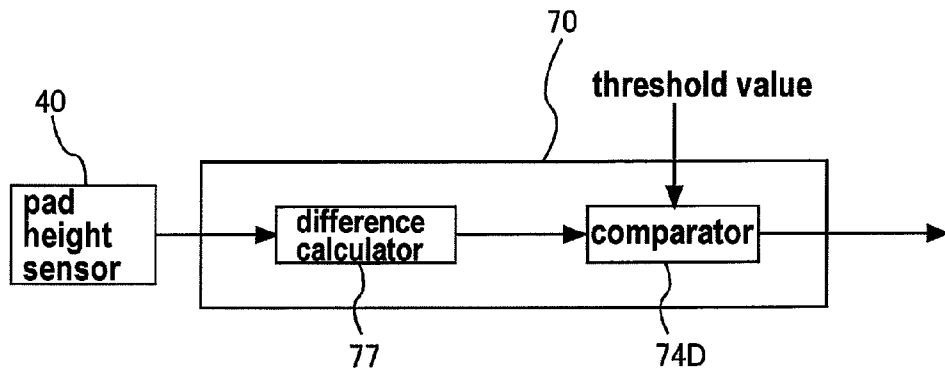 70
threshold value
40
pad
height
sensor
difference
calculator
comparator
77
74D